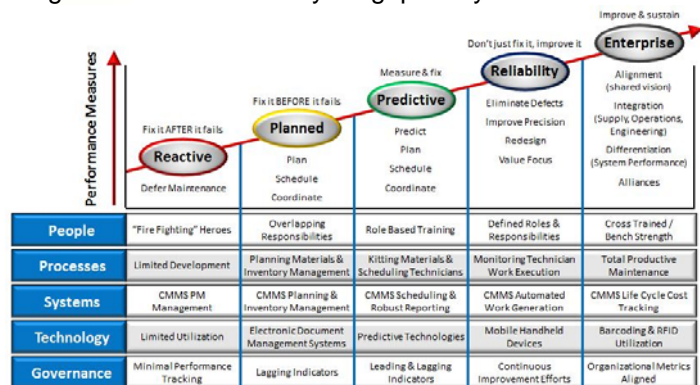 Improve & sustain
Enterprise
Don't just fix it, improve it
Reliability
Measure & fix
Predictive
Fix it BEFORE it fails
Planned
Fix it AFTER it fails
Reactive
Performance Measures
Defer Maintenance
Plan
Schedule
Coordinate
Predict
Plan
Schedule
Coordinate
Eliminate Defects
Improve Precision
Redesign
Value Focus
Alignment
(shared vision)
Integration
(Supply, Operations,
Engineering)
Differentiation
(System Performance)
Alliances
People
"Fire Fighting" Heroes
Overlapping
Responsibilities
Role Based Training
Defined Roles &
Responsibilities
Cross Trained /
Bench Strength
Processes
Limited Development
Planning Materials &
Inventory Management
Kitting Materials &
Scheduling Technicians
Monitoring Technician
Work Execution
Total Productive
Maintenance
Systems
CMMS PM
Management
CMMS Planning &
Inventory Management
CMMS Scheduling &
Robust Reporting
CMMS Automated
Work Generation
CMMS Life Cycle Cost
Tracking
Technology
Limited Utilization
Electronic Document
Management Systems
Predictive Technologies
Mobile Handheld
Devices
Barcoding & RFID
Utilization
Governance
Minimal Performance
Tracking
Lagging Indicators
Leading & Lagging
Indicators
Continuous
Improvement Efforts
Organizational Metrics
Aligned